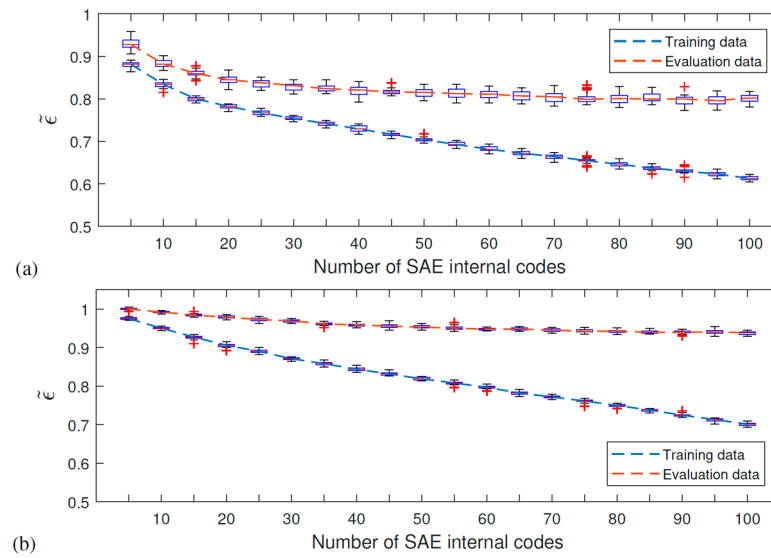 1
0.9
0.8
0.7
0.6
0.5
ε̃
Training data
Evaluation data
10 20 30 40 50 60 70 80 90 100
(a) Number of SAE internal codes
1
0.9
0.8
0.7
0.6
0.5
ε̃
Training data
Evaluation data
10 20 30 40 50 60 70 80 90 100
(b) Number of SAE internal codes